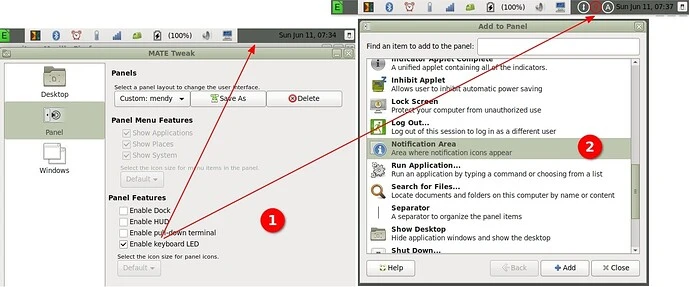 E
(100%)
Sun Jun 11, 07:34
MATE Tweak
Desktop
Panel
Windows
Panels
Select a panel layout to change the user interface.
Custom: mendy
Save As
Delete
Panel Menu Features
Show Applications
Show Places
Show System
Select the icon size for menu items in the panel.
Default
Panel Features
Enable Dock
Enable HUD
Enable pull-down terminal
Enable keyboard LED
Select the icon size for panel icons.
Default
1
E
(100%)
Sun Jun 11, 07:37
1
A
Add to Panel
Find an item to add to the panel:
Indicator Applet Complete
A unified applet containing all of the indicators.
Inhibit Applet
Allows user to inhibit automatic power saving
Lock Screen
Protect your computer from unauthorized use
Log Out...
Log out of this session to log in as a different user
Notification Area
Area where notification icons appear
Run Application...
Run an application by typing a command or choosing from a list
Search for Files...
Locate documents and folders on this computer by name or content
Separator
A separator to organize the panel items
Show Desktop
Hide application windows and show the desktop
Shut Down...
Help
Back
Add
Close
2